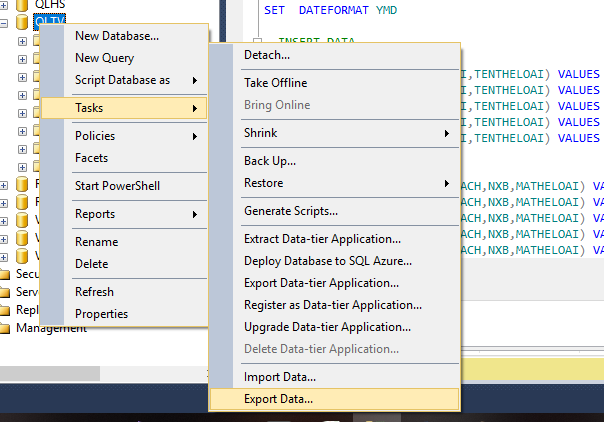 QLHS
QLTV
New Database...
New Query
Script Database as
Tasks
Policies
Facets
Start PowerShell
Reports
Rename
Delete
Refresh
Properties
Management
Detach...
Take Offline
Bring Online
Shrink
Back Up...
Restore
Generate Scripts...
Extract Data-tier Application...
Deploy Database to SQL Azure...
Export Data-tier Application...
Register as Data-tier Application...
Upgrade Data-tier Application...
Delete Data-tier Application...
Import Data...
Export Data...
SET DATEFORMAT YMD
INSERT DATA
I,TENTHELOAI) VALUES
I,TENTHELOAI) VALUES
I,TENTHELOAI) VALUES
I,TENTHELOAI) VALUES
I,TENTHELOAI) VALUES
ACH,NXB,MATHELOAI) VA
ACH,NXB,MATHELOAI) VA
ACH,NXB,MATHELOAI) VA
ACH,NXB,MATHELOAI) VA
ACH,NXB,MATHELOAI) VA